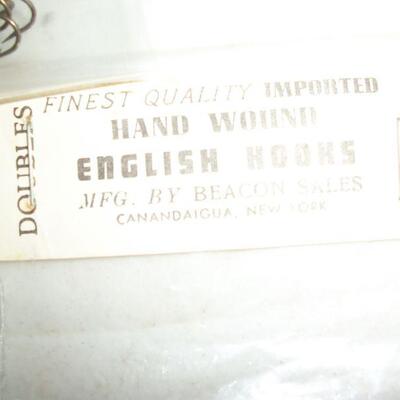 DOUBLES
FINEST QUALITY IMPORTED
HAND WOUND
ENGLISH HOOKS
MFG. BY BEACON SALES
CANANDAIGUA, NEW YORK